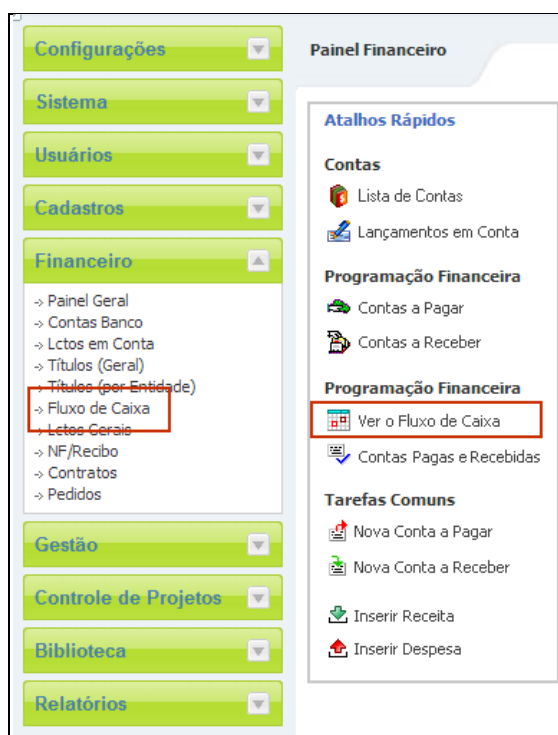 Configurações
Sistema
Usuários
Cadastros
Financeiro
-> Painel Geral
-> Contas Banco
-> Lctos em Conta
-> Títulos (Geral)
-> Títulos (por Entidade)
-> Fluxo de Caixa
-> Lctos Gerais
-> NF/Recibo
-> Contratos
-> Pedidos
Gestão
Controle de Projetos
Biblioteca
Relatórios
Painel Financeiro
Atalhos Rápidos
Contas
Lista de Contas
Lançamentos em Conta
Programação Financeira
Contas a Pagar
Contas a Receber
Programação Financeira
Ver o Fluxo de Caixa
Contas Pagas e Recebidas
Tarefas Comuns
Nova Conta a Pagar
Nova Conta a Receber
Inserir Receita
Inserir Despesa